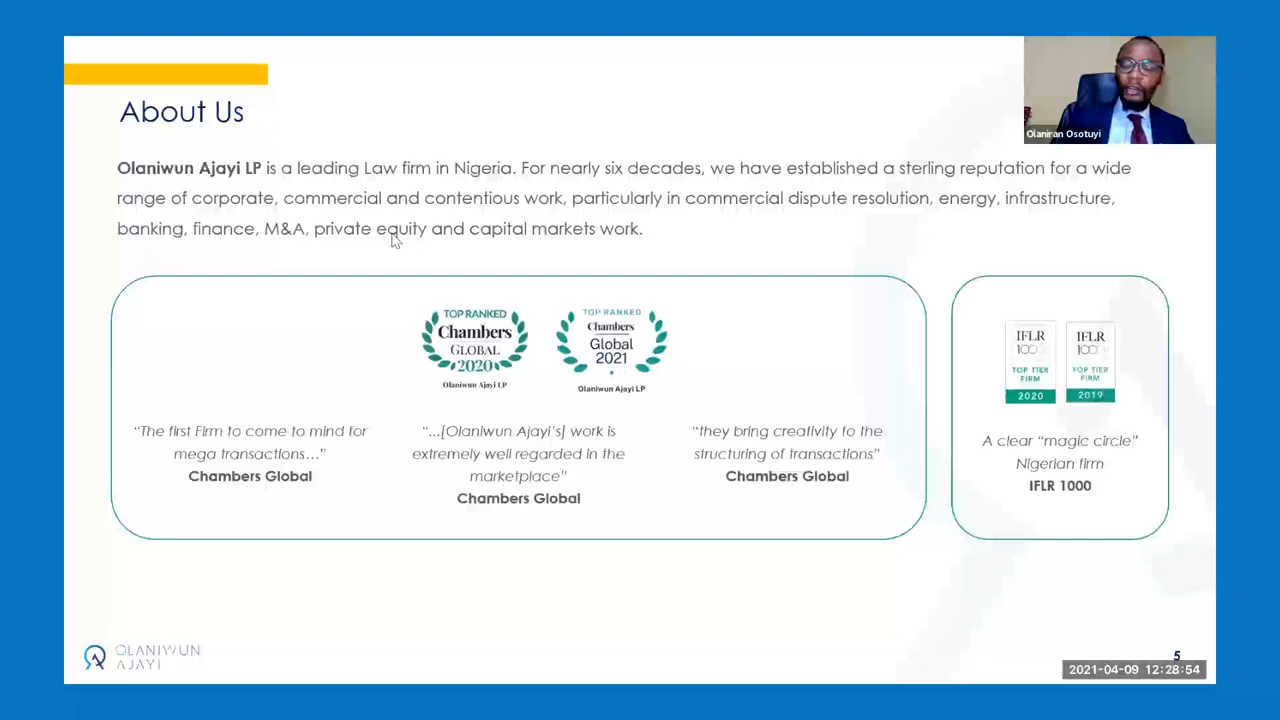 About Us
Olaniran Osotuyi
Olaniwun Ajayi LP is a leading Law firm in Nigeria. For nearly six decades, we have established a sterling reputation for a wide
range of corporate, commercial and contentious work, particularly in commercial dispute resolution, energy, infrastructure,
banking, finance, M&A, private equity and capital markets work.
TOP RANKED
Chambers
GLOBAL
2020
Olaniwun Ajayi LP
TOP RANKED
Chambers
Global
2021
Olaniwun Ajayi LP
"The first Firm to come to mind for
mega transactions…"
Chambers Global
"...[Olaniwun Ajayi's] work is
extremely well regarded in the
marketplace"
Chambers Global
"they bring creativity to the
structuring of transactions"
Chambers Global
IFLR
1000
TOP TIER
FIRM
2020
IFLR
1000
TOP TIER
FIRM
2019
A clear "magic circle"
Nigerian firm
IFLR 1000
OLANIWUN
AJAYI
5
2021-04-09 12:28:54